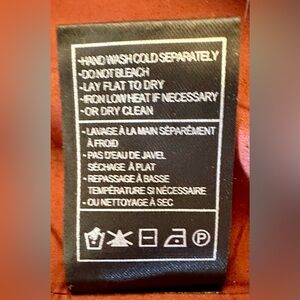 -HAND WASH COLD SEPARATELY
-DO NOT BLEACH
-LAY FLAT TO DRY
-IRON LOW HEAT IF NECESSARY
-OR DRY CLEAN
- LAVAGE À LA MAIN SÉPARÉMENT
À FROID
- PAS D'EAU DE JAVEL
SÉCHAGE À PLAT
- REPASSAGE À BASSE
TEMPÉRATURE SI NÉCESSAIRE
- OU NETTOYAGE À SEC
P